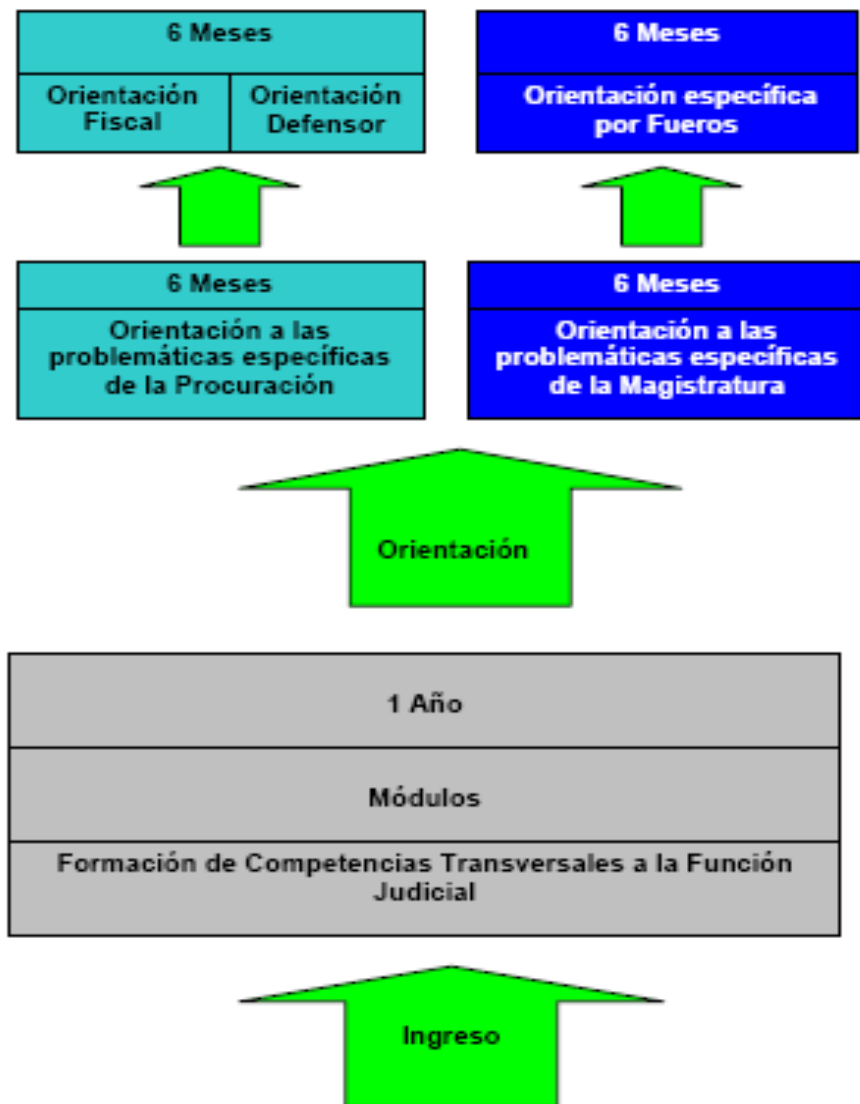 6 Meses
Orientación
Fiscal
Orientación
Defensor
6 Meses
Orientación específica
por Fueros
6 Meses
Orientación a las
problemáticas específicas
de la Procuración
6 Meses
Orientación a las
problemáticas específicas
de la Magistratura
Orientación
1 Año
Módulos
Formación de Competencias Transversales a la Función
Judicial
Ingreso